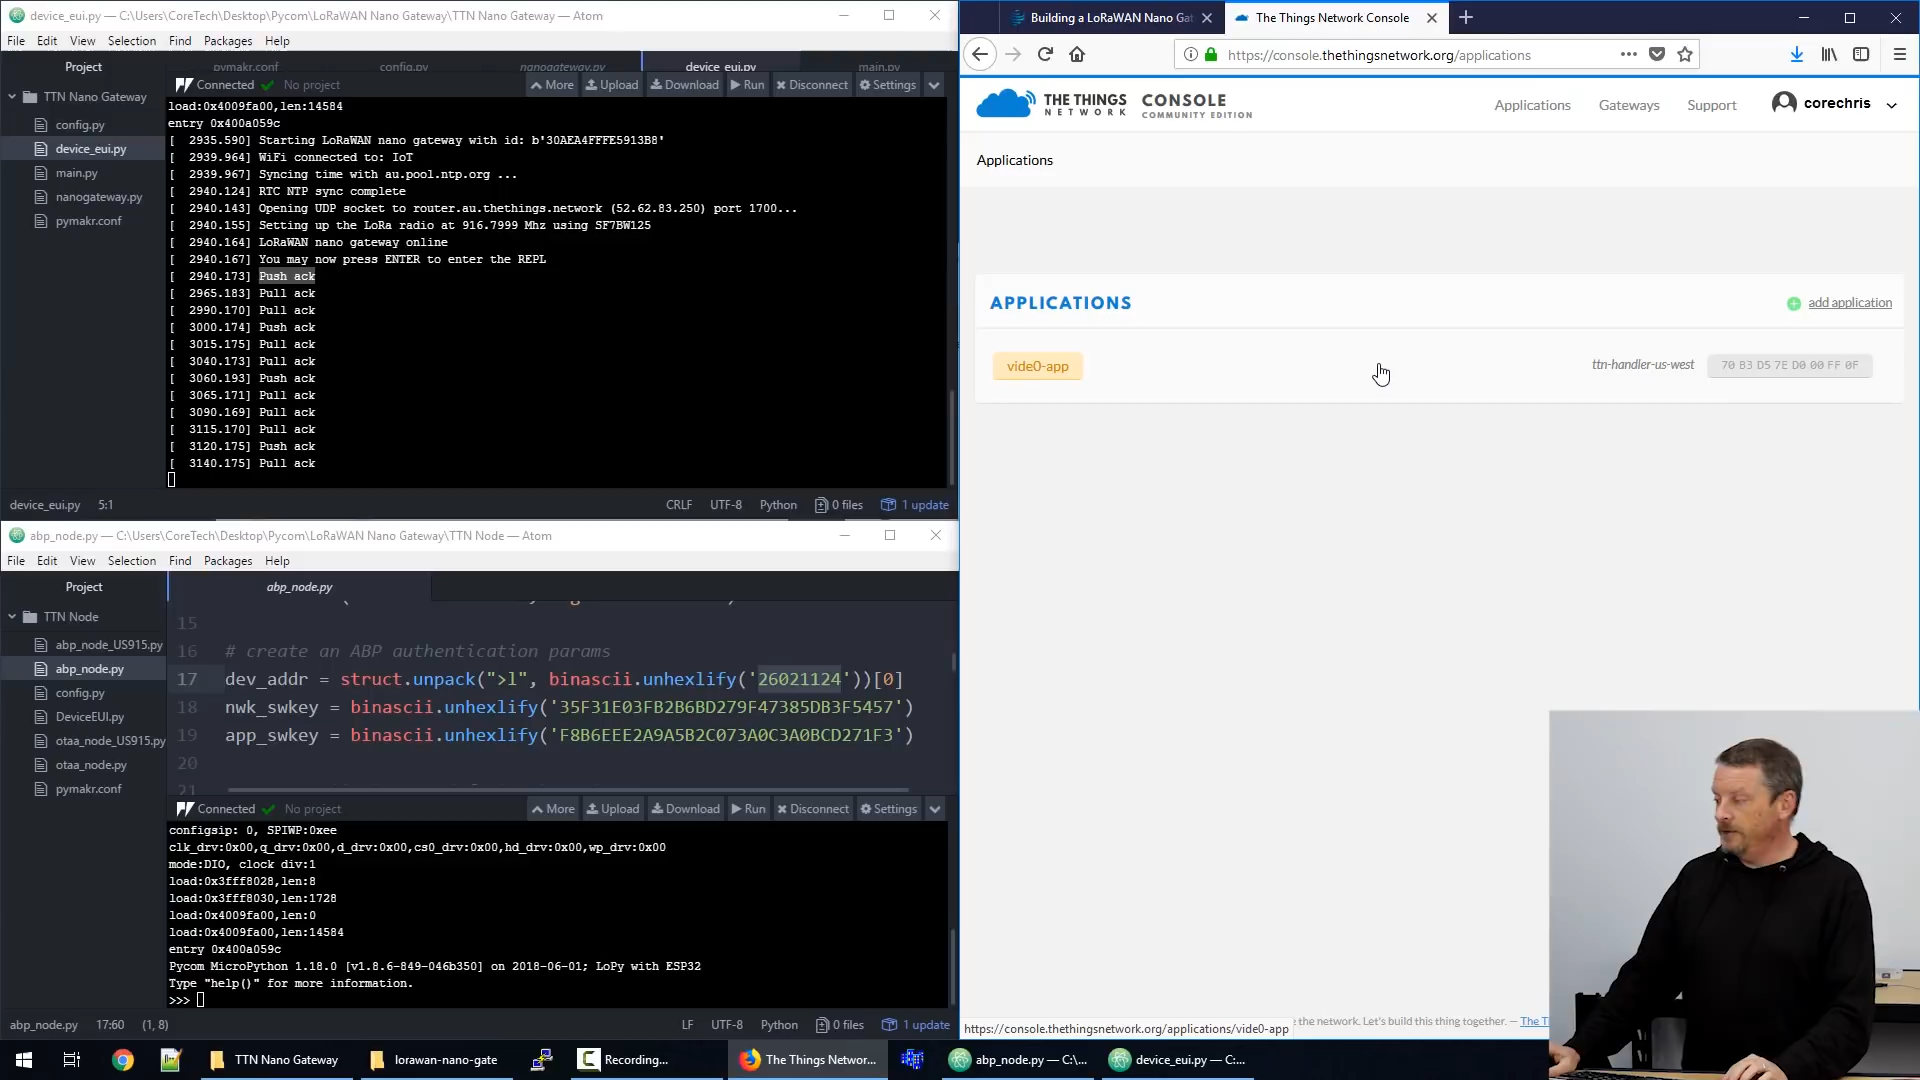 device_eui.py — C:\Users\CoreTech\Desktop\Pycom\LoRaWAN Nano Gateway\TTN Nano Gateway — Atom
File Edit View Selection Find Packages Help
Project
pymakr.conf config.py nanogateway.py device_eui.py main.py
Connected No project More Upload Download Run Disconnect Settings
TTN Nano Gateway
config.py
device_eui.py
main.py
nanogateway.py
pymakr.conf
load:0x4009fa00,len:14584
entry 0x400a059c
[ 2935.590] Starting LoRaWAN nano gateway with id: b'30AEA4FFFE5913B8'
[ 2939.964] WiFi connected to: IoT
[ 2939.967] Syncing time with au.pool.ntp.org ...
[ 2940.124] RTC NTP sync complete
[ 2940.143] Opening UDP socket to router.au.thethings.network (52.62.83.250) port 1700...
[ 2940.155] Setting up the LoRa radio at 916.7999 Mhz using SF7BW125
[ 2940.164] LoRaWAN nano gateway online
[ 2940.167] You may now press ENTER to enter the REPL
[ 2940.173] Push ack
[ 2965.183] Pull ack
[ 2990.170] Pull ack
[ 3000.174] Push ack
[ 3015.175] Pull ack
[ 3040.173] Pull ack
[ 3060.193] Push ack
[ 3065.171] Pull ack
[ 3090.169] Pull ack
[ 3115.170] Pull ack
[ 3120.175] Push ack
[ 3140.175] Pull ack
device_eui.py 5:1 CRLF UTF-8 Python 0 files 1 update
abp_node.py — C:\Users\CoreTech\Desktop\Pycom\LoRaWAN Nano Gateway\TTN Node — Atom
File Edit View Selection Find Packages Help
Project
abp_node.py
TTN Node
abp_node_US915.py
abp_node.py
config.py
DeviceEUI.py
otaa_node_US915.py
otaa_node.py
pymakr.conf
15
16 # create an ABP authentication params
17 dev_addr = struct.unpack(">l", binascii.unhexlify('26021124'))[0]
18 nwk_swkey = binascii.unhexlify('35F31E03FB2B6BD279F47385DB3F5457')
19 app_swkey = binascii.unhexlify('F8B6EEE2A9A5B2C073A0C3A0BCD271F3')
20
21
Connected No project More Upload Download Run Disconnect Settings
configsip: 0, SPIWP:0xee
clk_drv:0x00,q_drv:0x00,d_drv:0x00,cs0_drv:0x00,hd_drv:0x00,wp_drv:0x00
mode:DIO, clock div:1
load:0x3fff8028,len:8
load:0x3fff8030,len:1728
load:0x4009fa00,len:0
load:0x4009fa00,len:14584
entry 0x400a059c
Pycom MicroPython 1.18.0 [v1.8.6-849-046b350] on 2018-06-01; LoPy with ESP32
Type "help()" for more information.
>>>
abp_node.py 17:60 (1, 8) LF UTF-8 Python 0 files 1 update
Building a LoRaWAN Nano Gat The Things Network Console
https://console.thethingsnetwork.org/applications
THE THINGS NETWORK CONSOLE COMMUNITY EDITION
Applications Gateways Support corechris
Applications
APPLICATIONS add application
vide0-app ttn-handler-us-west 70 B3 D5 7E D0 00 FF 0F
https://console.thethingsnetwork.org/applications/vide0-app
the network. Let's build this thing together. — The T
TTN Nano Gateway lorawan-nano-gate Recording... The Things Networ... abp_node.py — C:\... device_eui.py — C:...